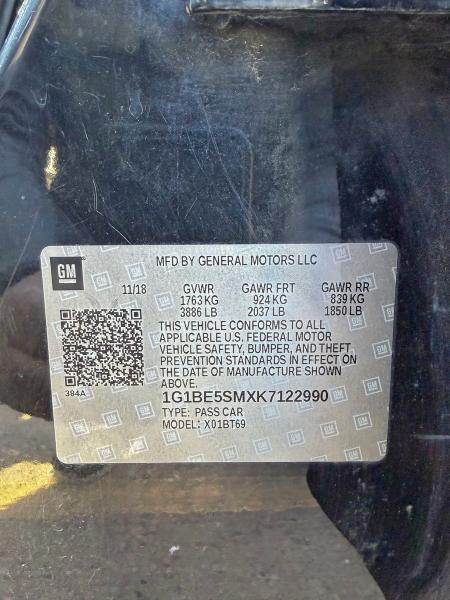 GM
MFD BY GENERAL MOTORS LLC
11/18 GVWR GAWR FRT GAWR RR
1763 KG 924 KG 839 KG
3886 LB 2037 LB 1850 LB
THIS VEHICLE CONFORMS TO ALL
APPLICABLE U.S. FEDERAL MOTOR
VEHICLE SAFETY, BUMPER, AND THEFT
PREVENTION STANDARDS IN EFFECT ON
THE DATE OF MANUFACTURE SHOWN
384A ABOVE.
1G1BE5SMXK7122990
TYPE: PASS CAR
MODEL: X01BT69